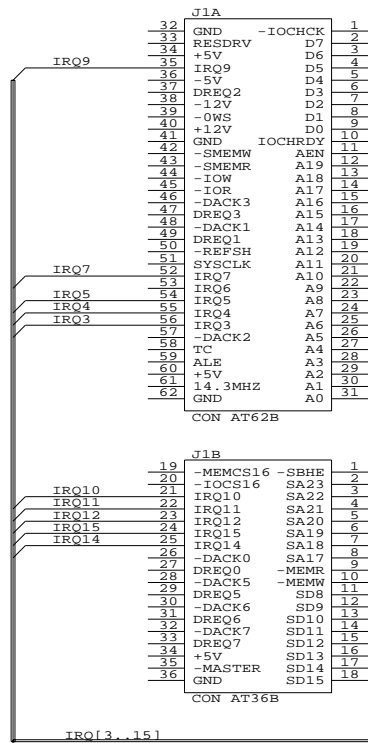 J1A
32 GND -IOCHCK 1
33 RESDRV D7 2
34 +5V D6 3
IRQ9 35 IRQ9 D5 4
36 -5V D4 5
37 DREQ2 D3 6
38 -12V D2 7
39 -0WS D1 8
40 +12V D0 9
41 GND IOCHRDY 10
42 -SMEMW AEN 11
43 -SMEMR A19 12
44 -IOW A18 13
45 -IOR A17 14
46 -DACK3 A16 15
47 DREQ3 A15 16
48 -DACK1 A14 17
49 DREQ1 A13 18
50 -REFSH A12 19
51 SYSCLK A11 20
IRQ7 52 IRQ7 A10 21
53 IRQ6 A9 22
IRQ5 54 IRQ5 A8 23
IRQ4 55 IRQ4 A7 24
IRQ3 56 IRQ3 A6 25
57 -DACK2 A5 26
58 TC A4 27
59 ALE A3 28
60 +5V A2 29
61 14.3MHZ A1 30
62 GND A0 31
CON AT62B
J1B
19 -MEMCS16 -SBHE 1
20 -IOCS16 SA23 2
IRQ10 21 IRQ10 SA22 3
IRQ11 22 IRQ11 SA21 4
IRQ12 23 IRQ12 SA20 5
IRQ15 24 IRQ15 SA19 6
IRQ14 25 IRQ14 SA18 7
26 -DACK0 SA17 8
27 DREQ0 -MEMR 9
28 -DACK5 -MEMW 10
29 DREQ5 SD8 11
30 -DACK6 SD9 12
31 DREQ6 SD10 13
32 -DACK7 SD11 14
33 DREQ7 SD12 15
34 +5V SD13 16
35 -MASTER SD14 17
36 GND SD15 18
CON AT36B
IRQ[3..15]